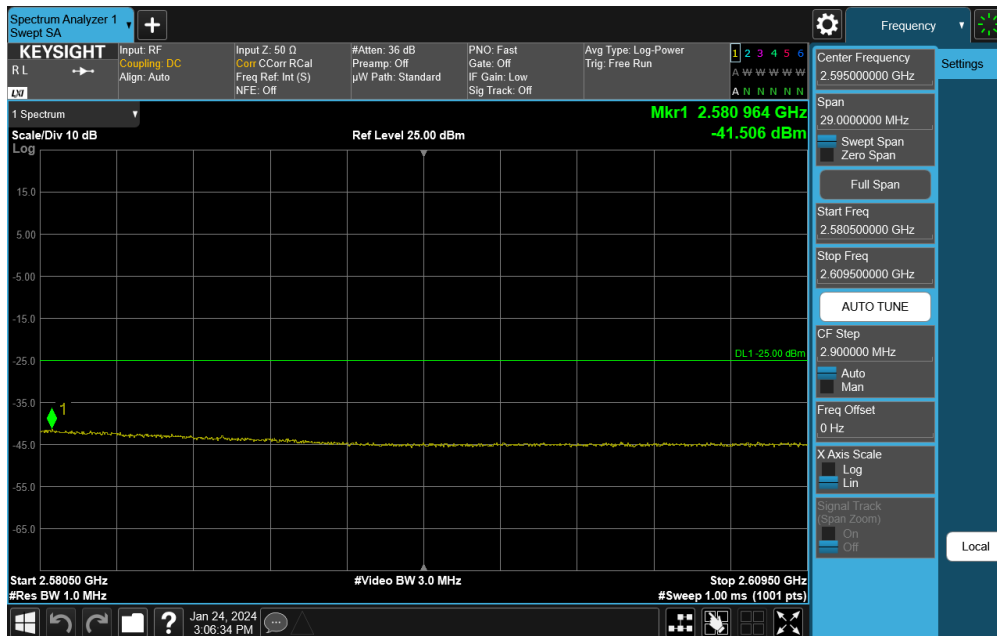 Spectrum Analyzer 1
Swept SA
+
Frequency
KEYSIGHT
R L
LXI
Input: RF
Coupling: DC
Align: Auto
Input Z: 50 Ω
Corr CCorr RCal
Freq Ref: Int (S)
NFE: Off
#Atten: 36 dB
Preamp: Off
µW Path: Standard
PNO: Fast
Gate: Off
IF Gain: Low
Sig Track: Off
Avg Type: Log-Power
Trig: Free Run
1 2 3 4 5 6
A W W W W W
A N N N N N
1 Spectrum
Scale/Div 10 dB
Log
Ref Level 25.00 dBm
Mkr1 2.580 964 GHz
-41.506 dBm
15.0
5.00
-5.00
-15.0
-25.0
-35.0
-45.0
-55.0
-65.0
DL1 -25.00 dBm
1
Start 2.58050 GHz
#Res BW 1.0 MHz
#Video BW 3.0 MHz
Stop 2.60950 GHz
#Sweep 1.00 ms (1001 pts)
Jan 24, 2024
3:06:34 PM
?
Center Frequency
2.595000000 GHz
Span
29.0000000 MHz
Swept Span
Zero Span
Full Span
Start Freq
2.580500000 GHz
Stop Freq
2.609500000 GHz
AUTO TUNE
CF Step
2.900000 MHz
Auto
Man
Freq Offset
0 Hz
X Axis Scale
Log
Lin
Signal Track
(Span Zoom)
On
Off
Settings
Local